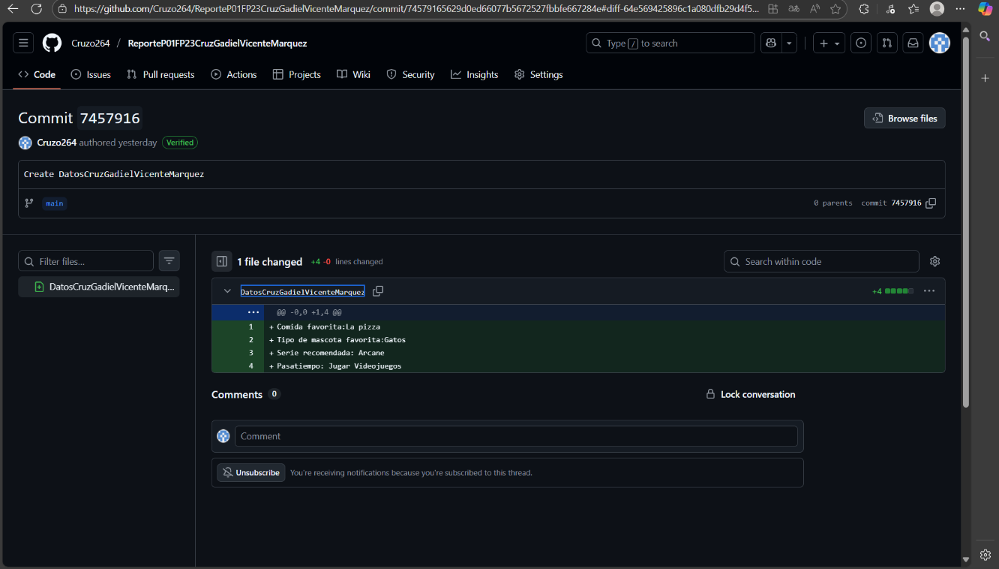 https://github.com/Cruzo264/ReporteP01FP23CruzGadielVicenteMarquez/commit/74579165629d0ed66077b5672527fbbfe667284e#diff-64e569425896c1a080dfb29d4f5...
Cruzo264 / ReporteP01FP23CruzGadielVicenteMarquez
Type / to search
Code Issues Pull requests Actions Projects Wiki Security Insights Settings
Commit 7457916
Browse files
Cruzo264 authored yesterday Verified
Create DatosCruzGadielVicenteMarquez
main
0 parents commit 7457916
Filter files...
DatosCruzGadielVicenteMarq...
1 file changed +4 -0 lines changed
Search within code
DatosCruzGadielVicenteMarquez
+4
@@ -0,0 +1,4 @@
1 + Comida favorita:La pizza
2 + Tipo de mascota favorita:Gatos
3 + Serie recomendada: Arcane
4 + Pasatiempo: Jugar Videojuegos
Comments 0
Lock conversation
Comment
Unsubscribe You're receiving notifications because you're subscribed to this thread.